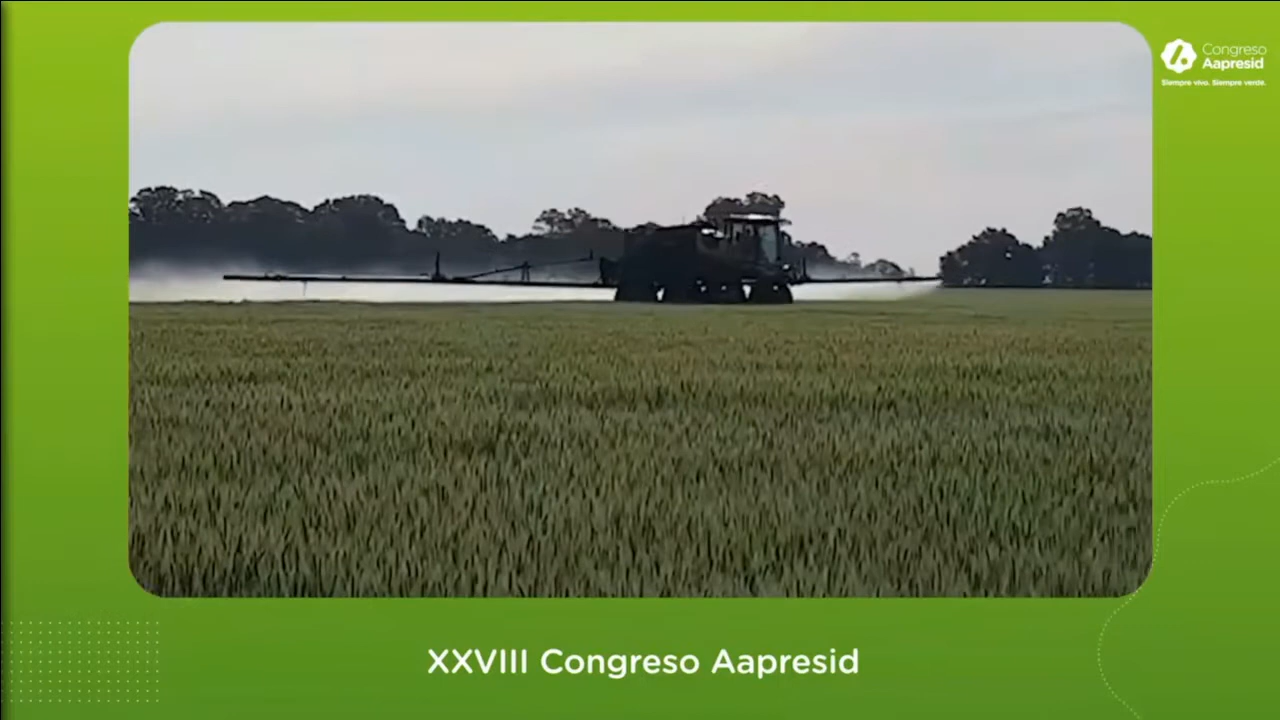 Congreso
Aapresid
Siempre vivo. Siempre verde.
XXVIII Congreso Aapresid